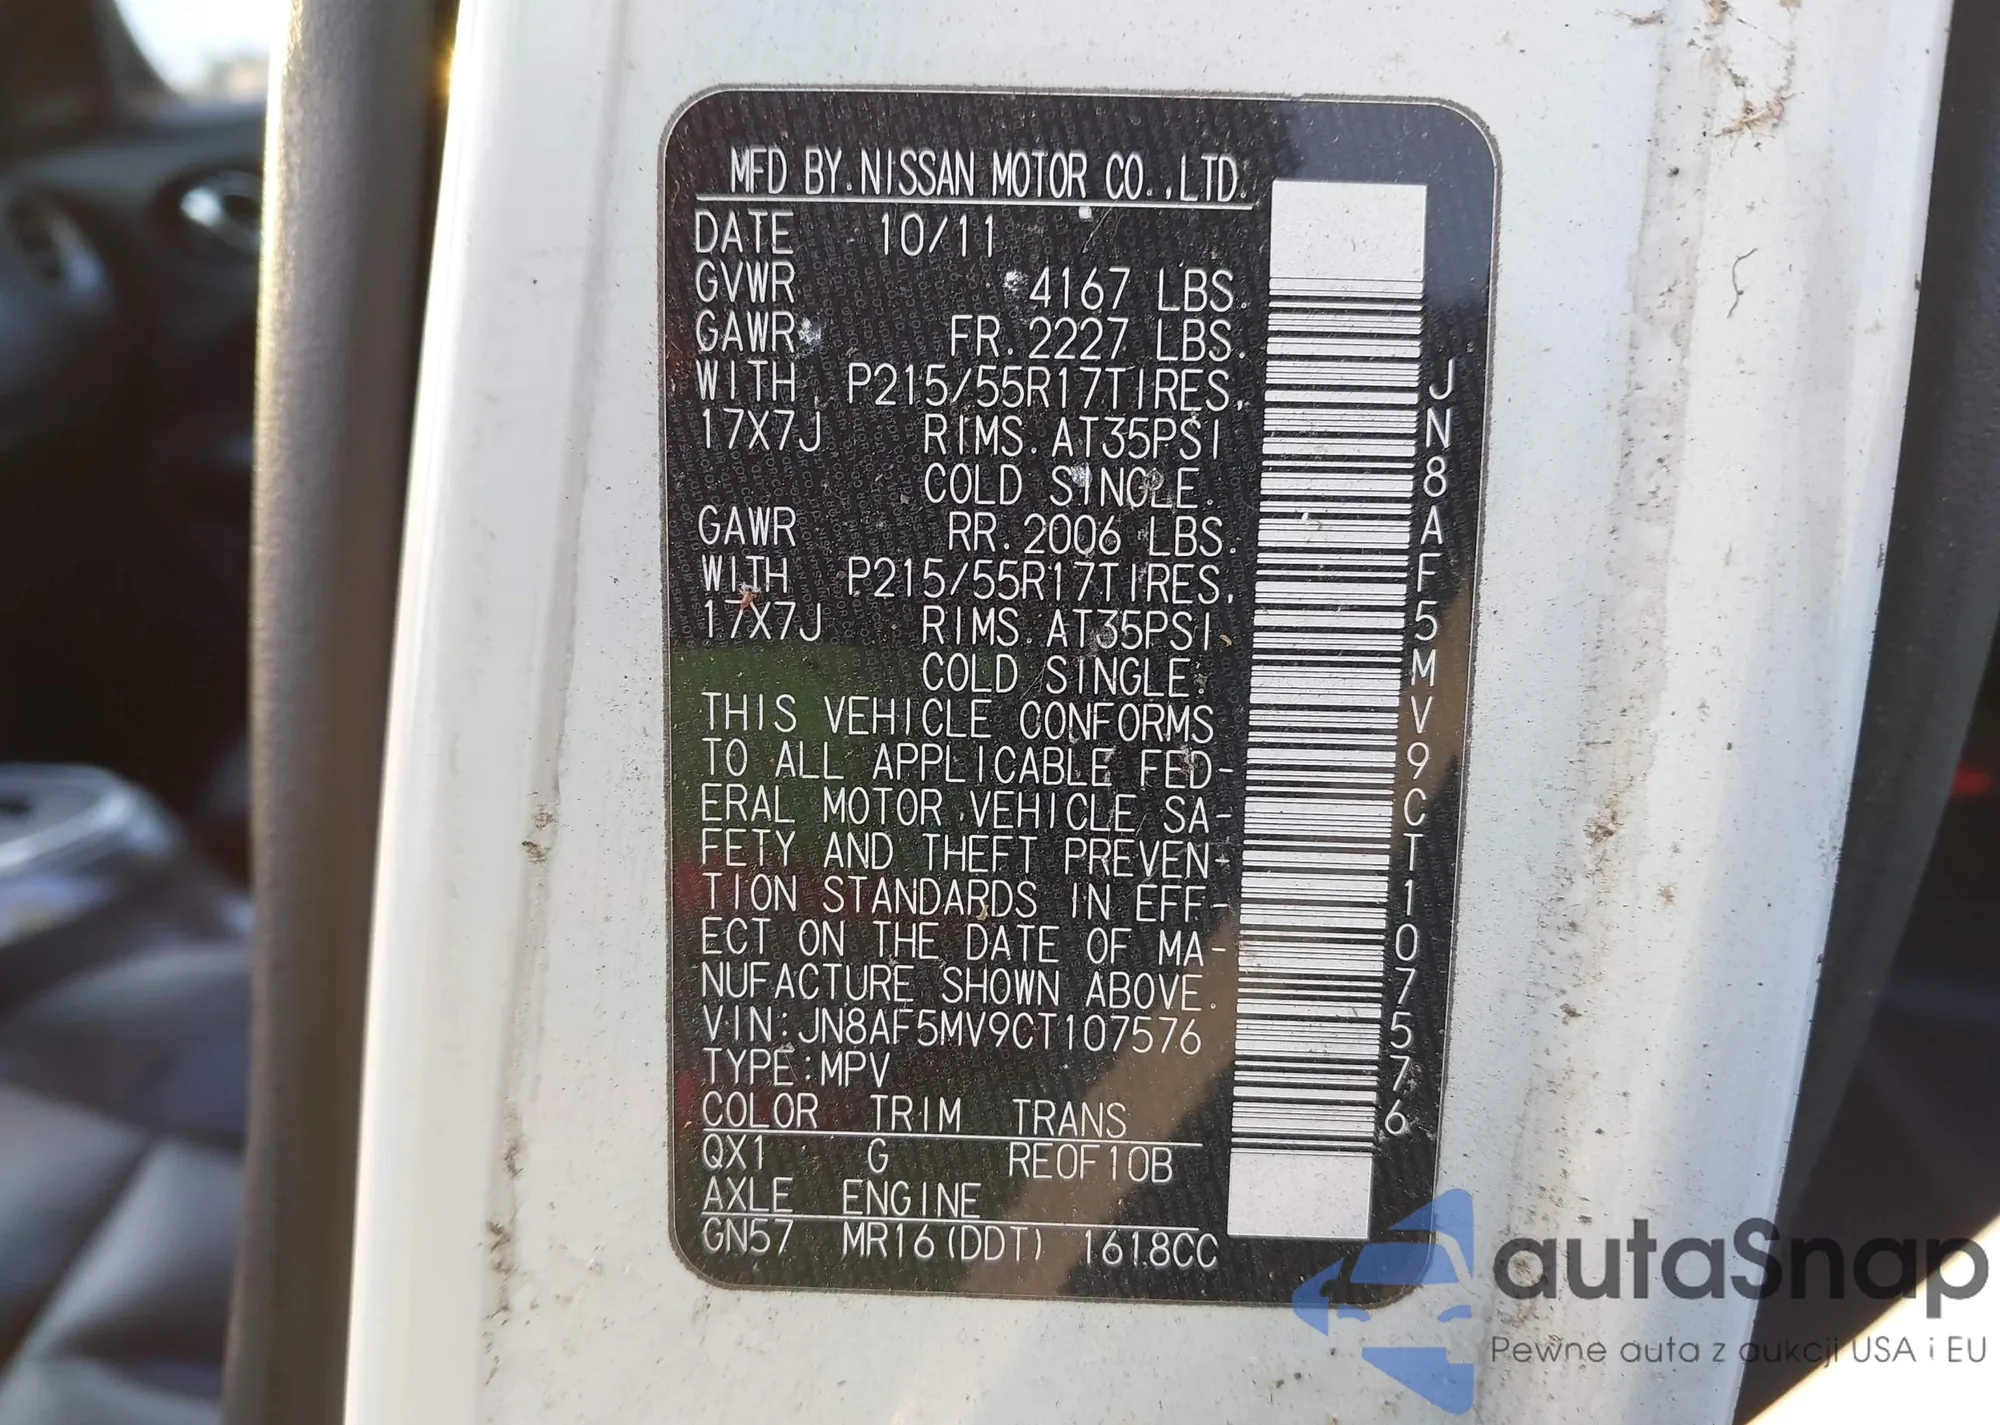 MFD BY.NISSAN MOTOR CO.,LTD.
DATE 10/11
GVWR 4167 LBS.
GAWR FR. 2227 LBS.
WITH P215/55R17TIRES,
17X7J RIMS. AT35PSI
COLD SINGLE.
GAWR RR. 2006 LBS.
WITH P215/55R17TIRES,
17X7J RIMS. AT35PSI.
COLD SINGLE.
THIS VEHICLE CONFORMS
TO ALL APPLICABLE FED-
ERAL MOTOR VEHICLE SA-
FETY AND THEFT PREVEN-
TION STANDARDS IN EFF-
ECT ON THE DATE OF MA-
NUFACTURE SHOWN ABOVE.
VIN:JN8AF5MV9CT107576
TYPE:MPV
COLOR TRIM TRANS
QX1 G RE0F10B
AXLE ENGINE
GN57 MR16(DDT) 1618CC
JN8AF5MV9CT107576
autaSnap
Pewne auta z aukcji USA i EU